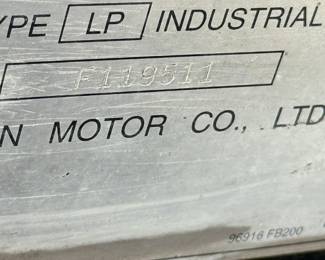 YPE LP INDUSTRIAL
F119511
N MOTOR CO., LTD
96916 FB200